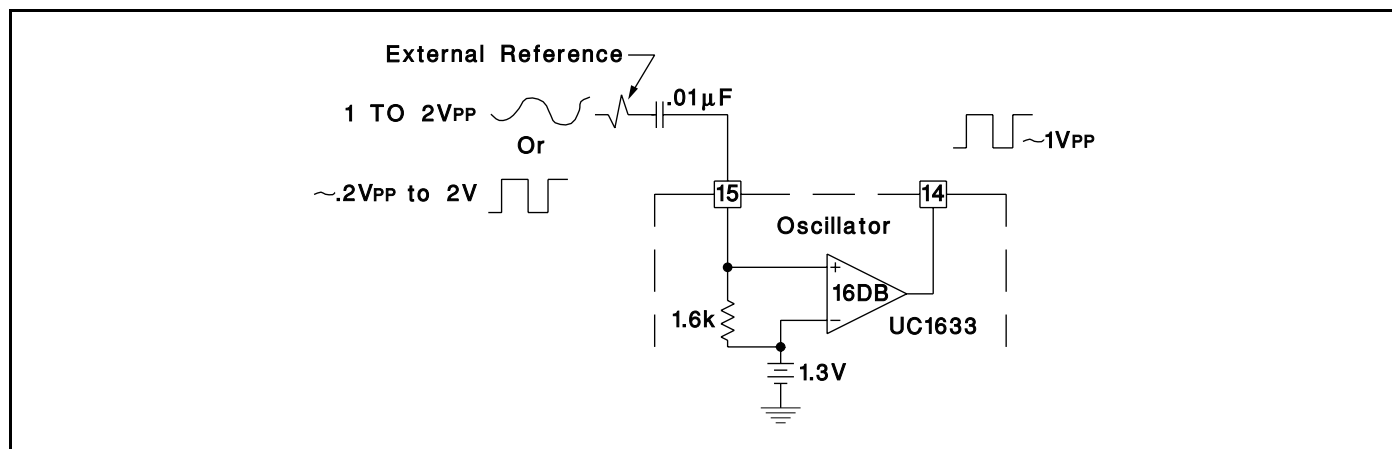 External Reference
.01µF
1 TO 2VPP
Or
~.2VPP to 2V
~1VPP
15
14
Oscillator
+
16DB
−
1.6k
UC1633
1.3V